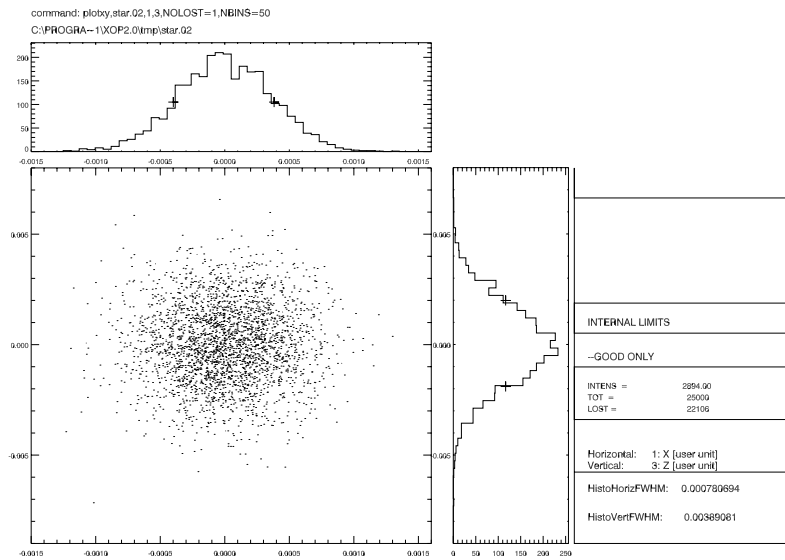 command: plotxy,star.02,1,3,NOLOST=1,NBINS=50
C:\PROGRA~1\XOP2.0\tmp\star.02
200
150
100
50
0
-0.0015 -0.0010 -0.0005 0.0000 0.0005 0.0010 0.0015
0.005 0.005
0.000 0.000
-0.005 -0.005
-0.0015 -0.0010 -0.0005 0.0000 0.0005 0.0010 0.0015
0 50 100 150 200 250
INTERNAL LIMITS
--GOOD ONLY
INTENS = 2894.00
TOT = 25000
LOST = 22106
Horizontal: 1: X [user unit]
Vertical: 3: Z [user unit]
HistoHorizFWHM: 0.000780694
HistoVertFWHM: 0.00389081